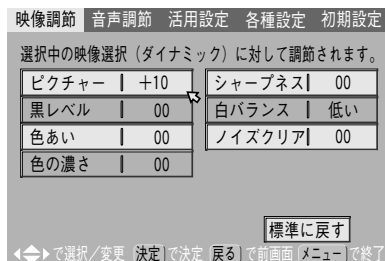 映像調節 音声調節 活用設定 各種設定 初期設定
選択中の映像選択（ダイナミック）に対して調節されます。
ピクチャー +10 シャープネス 00
黒レベル 00 白バランス 低い
色あい 00 ノイズクリア 00
色の濃さ 00
標準に戻す
で選択／変更 決定 で決定 戻る で前画面 メニュー で終了